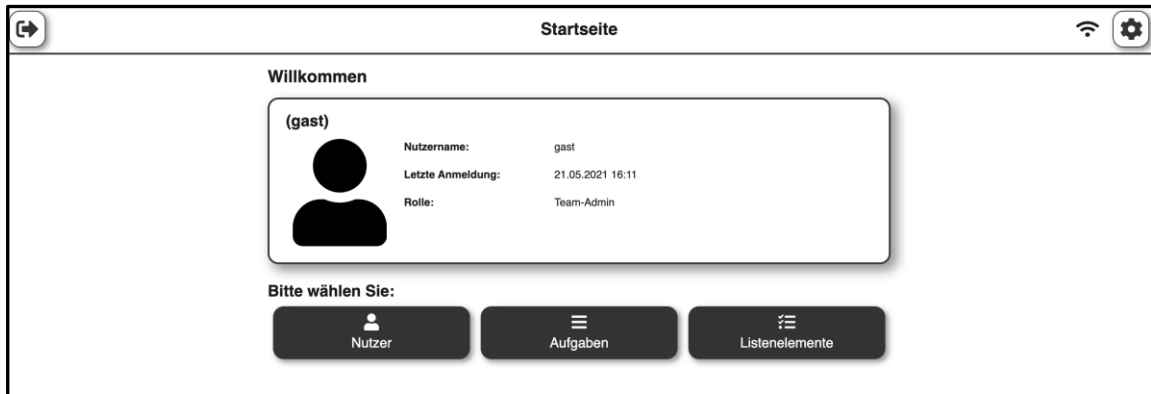 Startseite
Willkommen
(gast)
Nutzername: gast
Letzte Anmeldung: 21.05.2021 16:11
Rolle: Team-Admin
Bitte wählen Sie:
Nutzer Aufgaben Listenelemente